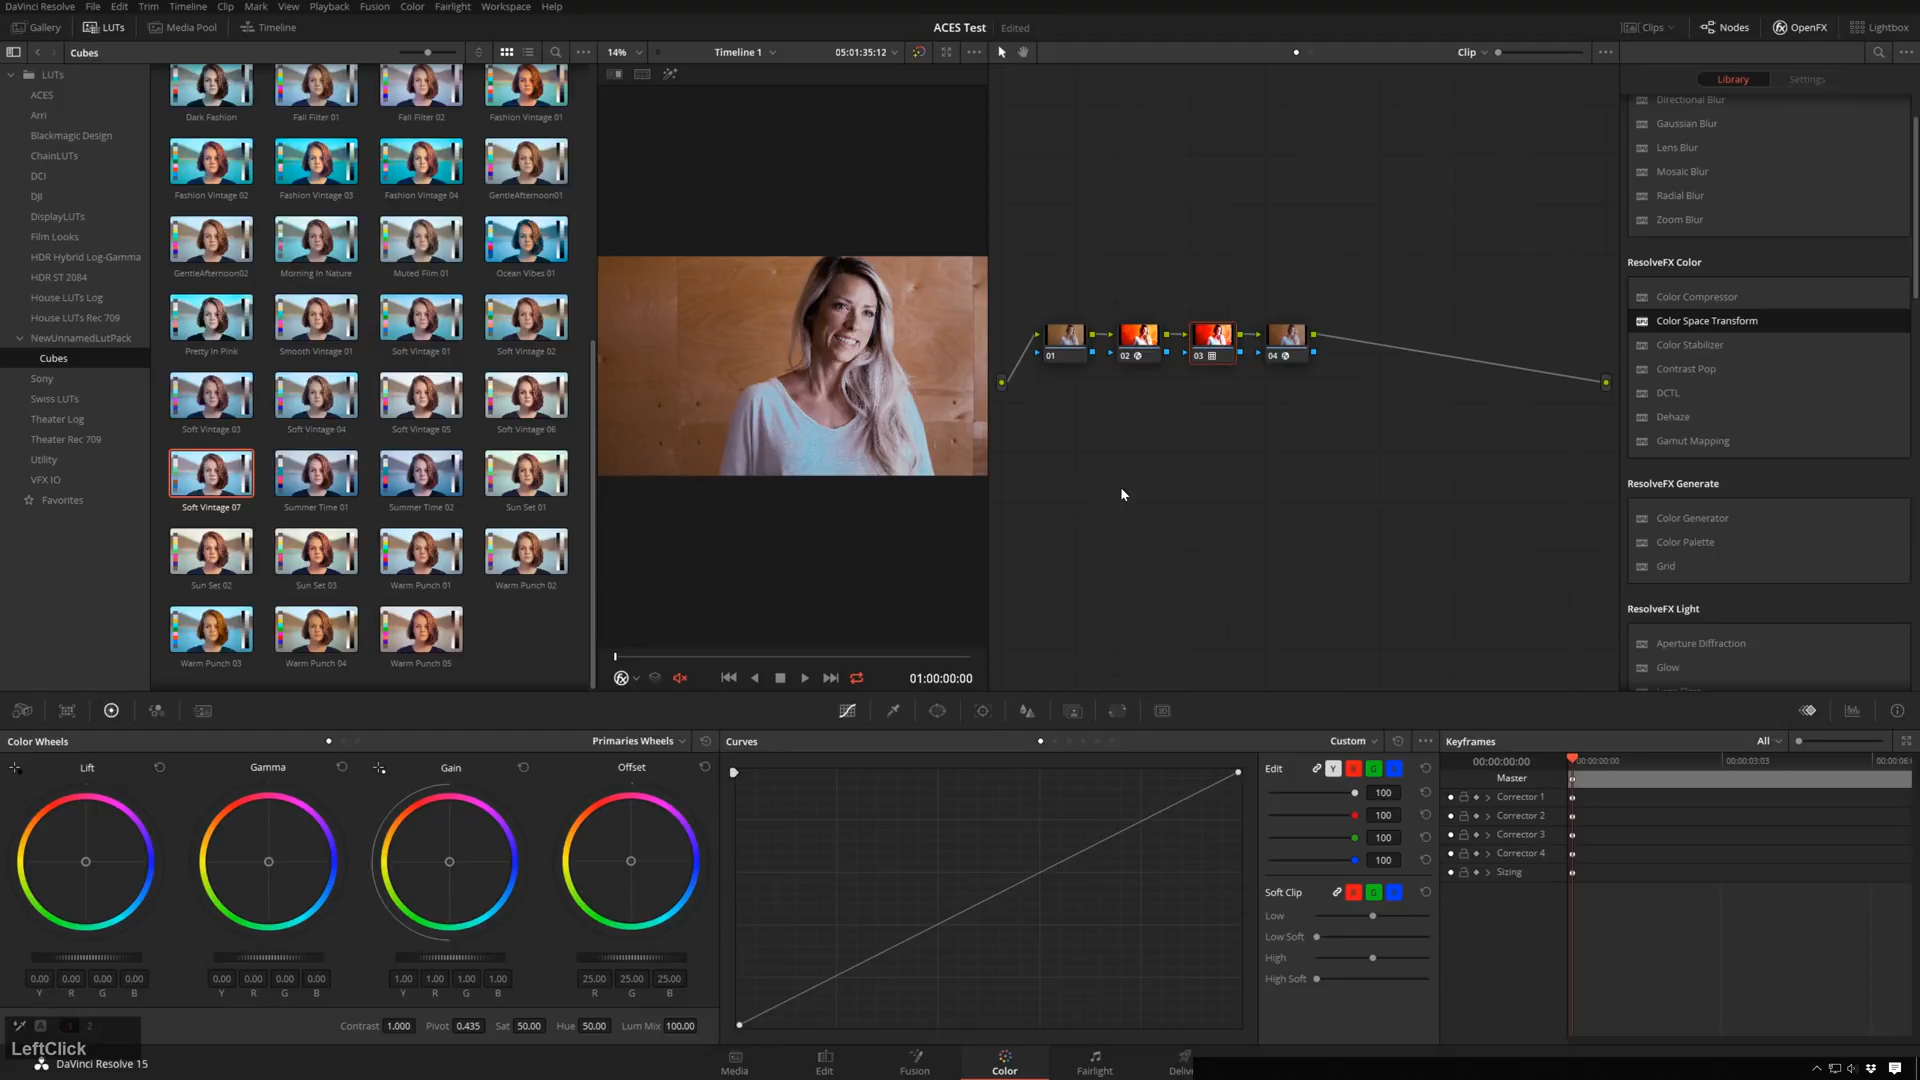 DaVinci Resolve File Edit Trim Timeline Clip Mark View Playback Fusion Color Fairlight Workspace Help
Gallery LUTs Media Pool Timeline ACES Test Edited Clips Nodes OpenFX Lightbox
Cubes 14% Timeline 1 05:01:35:12 Clip
LUTs
ACES
Arri
Blackmagic Design
ChainLUTs
DCI
DJI
DisplayLUTs
Film Looks
HDR Hybrid Log-Gamma
HDR ST 2084
House LUTs Log
House LUTs Rec 709
NewUnnamedLutPack
Cubes
Sony
Swiss LUTs
Theater Log
Theater Rec 709
Utility
VFX IO
Favorites
Dark Fashion Fall Filter 01 Fall Filter 02 Fashion Vintage 01
Fashion Vintage 02 Fashion Vintage 03 Fashion Vintage 04 GentleAfternoon01
GentleAfternoon02 Morning In Nature Muted Film 01 Ocean Vibes 01
Pretty In Pink Smooth Vintage 01 Soft Vintage 01 Soft Vintage 02
Soft Vintage 03 Soft Vintage 04 Soft Vintage 05 Soft Vintage 06
Soft Vintage 07 Summer Time 01 Summer Time 02 Sun Set 01
Sun Set 02 Sun Set 03 Warm Punch 01 Warm Punch 02
Warm Punch 03 Warm Punch 04 Warm Punch 05
01:00:00:00
01 02 03 04
Library Settings
Directional Blur
Gaussian Blur
Lens Blur
Mosaic Blur
Radial Blur
Zoom Blur
ResolveFX Color
Color Compressor
Color Space Transform
Color Stabilizer
Contrast Pop
DCTL
Dehaze
Gamut Mapping
ResolveFX Generate
Color Generator
Color Palette
Grid
ResolveFX Light
Aperture Diffraction
Glow
Color Wheels Primaries Wheels
Lift Gamma Gain Offset
0.00 0.00 0.00 0.00 0.00 0.00 0.00 0.00 1.00 1.00 1.00 1.00 25.00 25.00 25.00
Y R G B Y R G B Y R G B R G B
A 1 2 Contrast 1.000 Pivot 0.435 Sat 50.00 Hue 50.00 Lum Mix 100.00
Curves Custom
Edit Y R G B
100
100
100
100
Soft Clip R G B
Low
Low Soft
High
High Soft
Keyframes All
00:00:00:00 00:00:00:00 00:00:03:03
Master
Corrector 1
Corrector 2
Corrector 3
Corrector 4
Sizing
LeftClick
DaVinci Resolve 15
Media Edit Fusion Color Fairlight